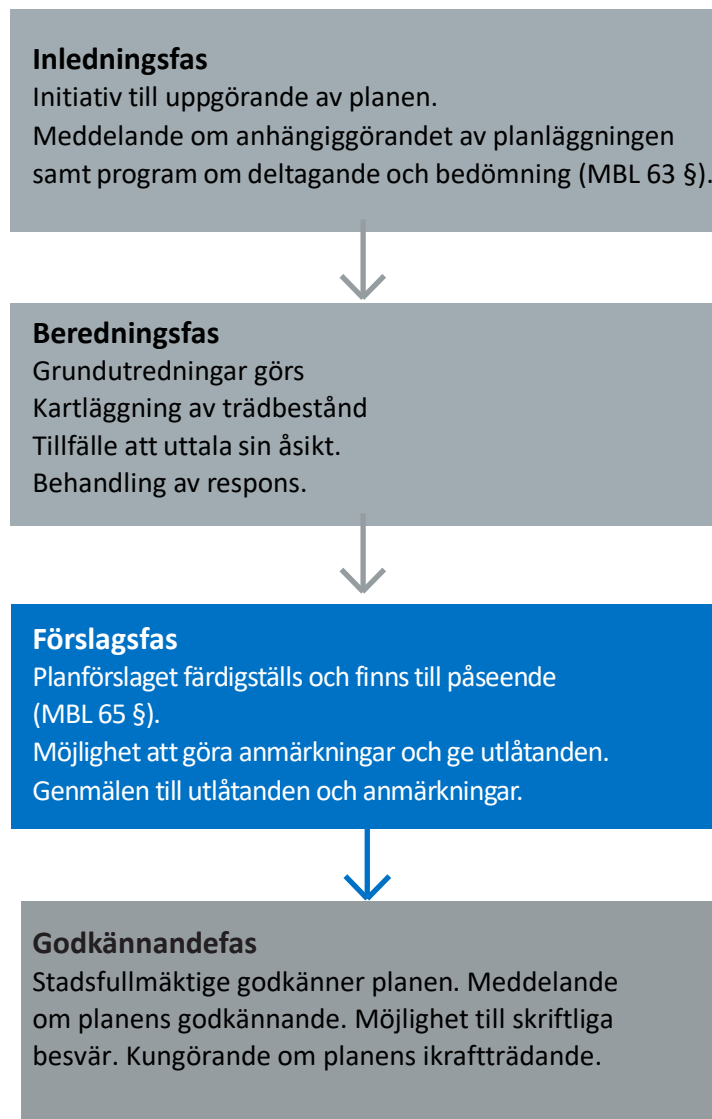 Inledningsfas
Initiativ till uppgörande av planen.
Meddelande om anhängiggörandet av planläggningen
samt program om deltagande och bedömning (MBL 63 §).
Beredningsfas
Grundutredningar görs
Kartläggning av trädbestånd
Tillfälle att uttala sin åsikt.
Behandling av respons.
Förslagsfas
Planförslaget färdigställs och finns till påseende
(MBL 65 §).
Möjlighet att göra anmärkningar och ge utlåtanden.
Genmälen till utlåtanden och anmärkningar.
Godkännandefas
Stadsfullmäktige godkänner planen. Meddelande
om planens godkännande. Möjlighet till skriftliga
besvär. Kungörande om planens ikraftträdande.